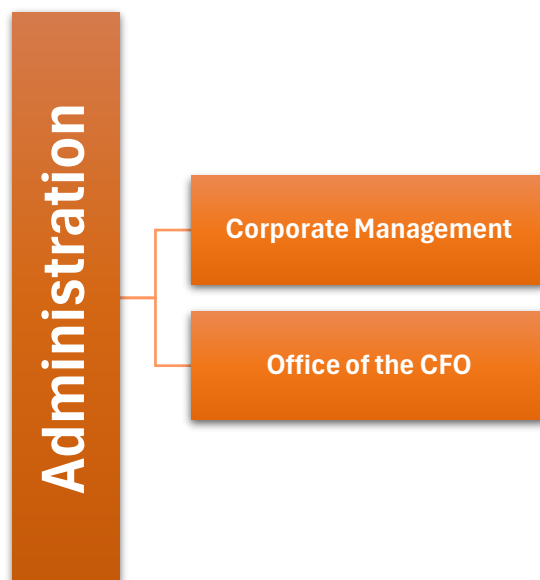 Administration
Corporate Management
Office of the CFO